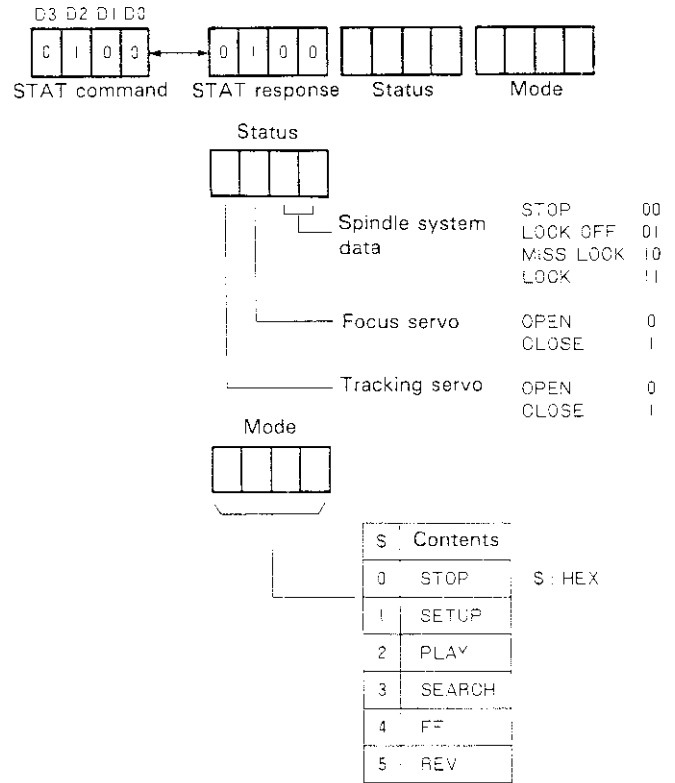 D3 D2 D1 D0
0 1 0 0
0 1 0 0
STAT command STAT response Status Mode
Status
Spindle system
data
STOP 00
LOCK OFF 01
MISS LOCK 10
LOCK 11
Focus servo
OPEN 0
CLOSE 1
Tracking servo
OPEN 0
CLOSE 1
Mode
$ Contents
0 STOP
$ : HEX
1 SETUP
2 PLAY
3 SEARCH
4 FF
5 REV